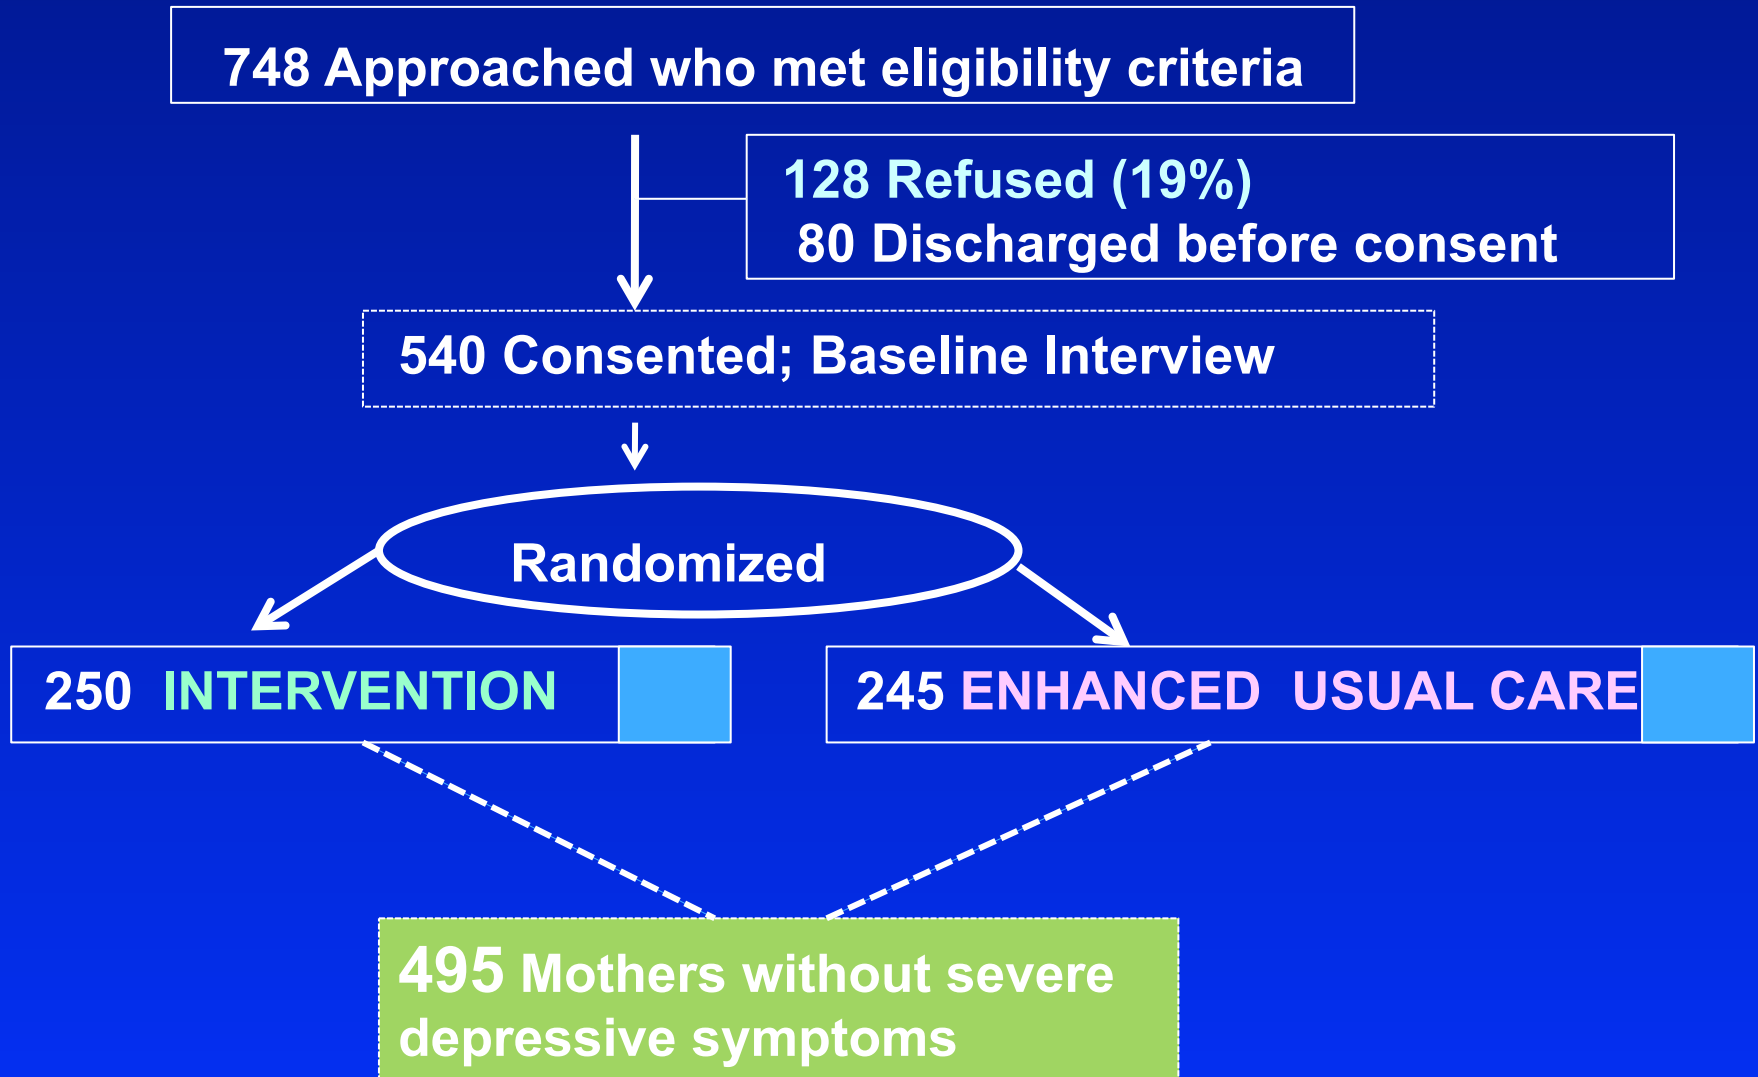 748 Approached who met eligibility criteria
128 Refused (19%)
80 Discharged before consent
540 Consented; Baseline Interview
Randomized
250 INTERVENTION
245 ENHANCED USUAL CARE
495 Mothers without severe
depressive symptoms